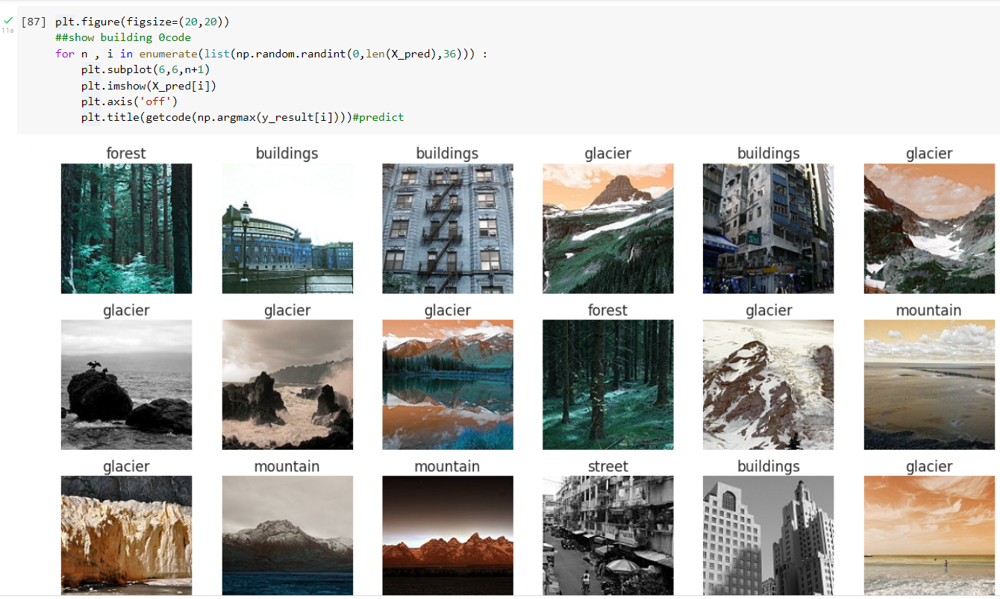 [87] plt.figure(figsize=(20,20))
11s
##show building 0code
for n , i in enumerate(list(np.random.randint(0,len(X_pred),36))) :
    plt.subplot(6,6,n+1)
    plt.imshow(X_pred[i])
    plt.axis('off')
    plt.title(getcode(np.argmax(y_result[i])))#predict
forest buildings buildings glacier buildings glacier
glacier glacier glacier forest glacier mountain
glacier mountain mountain street buildings glacier